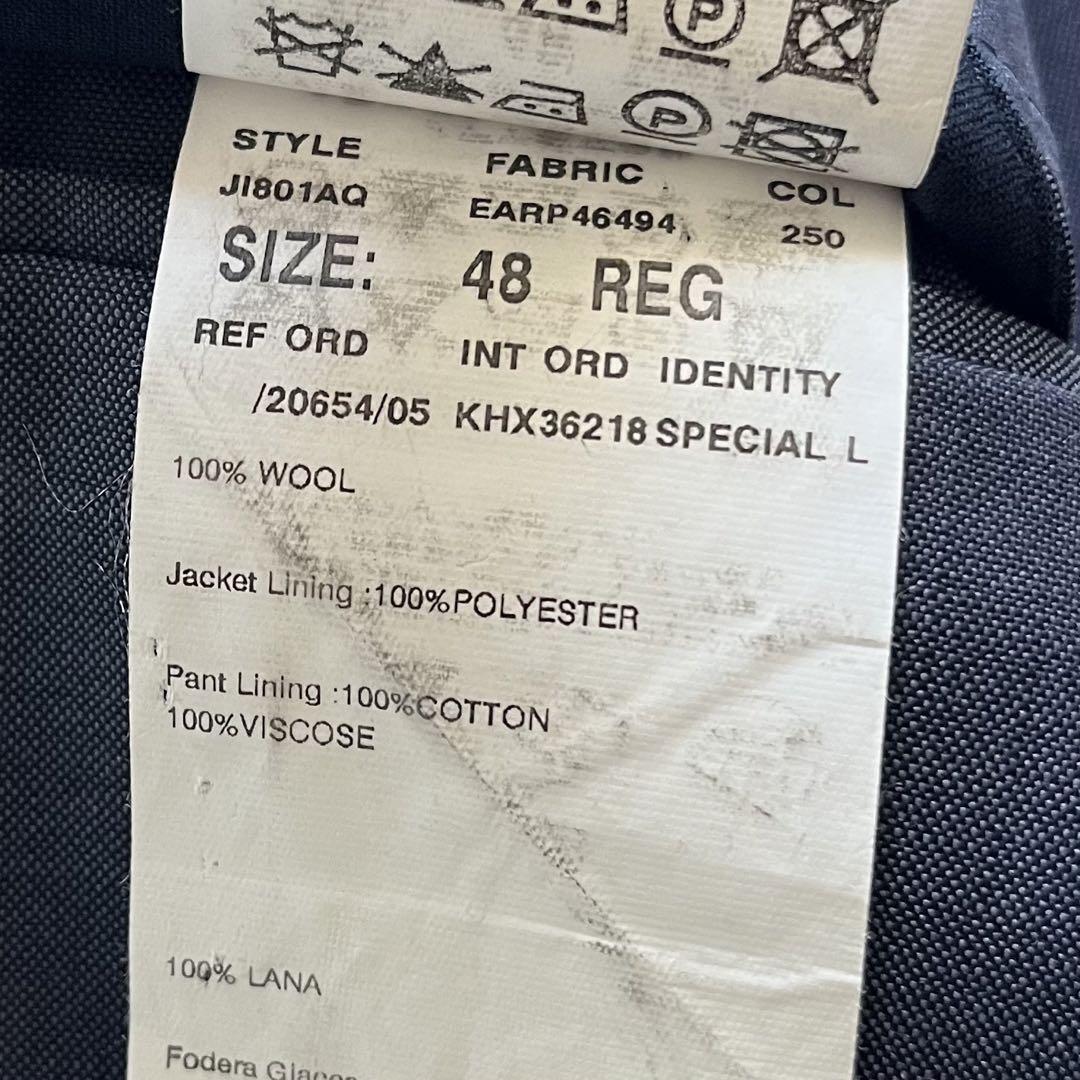 STYLE FABRIC COL
JI801AQ EARP46494 250
SIZE: 48 REG
REF ORD INT ORD IDENTITY
/20654/05 KHX36218 SPECIAL L
100% WOOL
Jacket Lining :100%POLYESTER
Pant Lining :100%COTTON
100%VISCOSE
100% LANA
Fodera